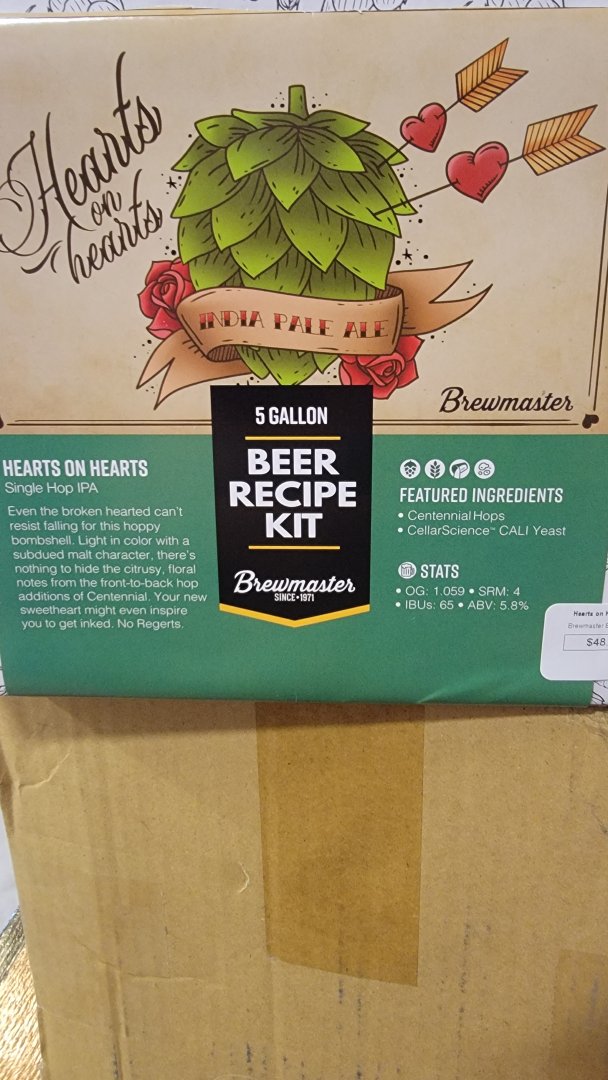 Hearts
on
hearts
INDIA PALE ALE
Brewmaster
5 GALLON
BEER
RECIPE
KIT
Brewmaster
SINCE•1971
HEARTS ON HEARTS
Single Hop IPA
Even the broken hearted can't
resist falling for this hoppy
bombshell. Light in color with a
subdued malt character, there's
nothing to hide the citrusy, floral
notes from the front-to-back hop
additions of Centennial. Your new
sweetheart might even inspire
you to get inked. No Regerts.
FEATURED INGREDIENTS
• Centennial Hops
• CellarScience™ CALI Yeast
STATS
• OG: 1.059 • SRM: 4
• IBUs: 65 • ABV: 5.8%
Hearts on
Brewmaster
$48